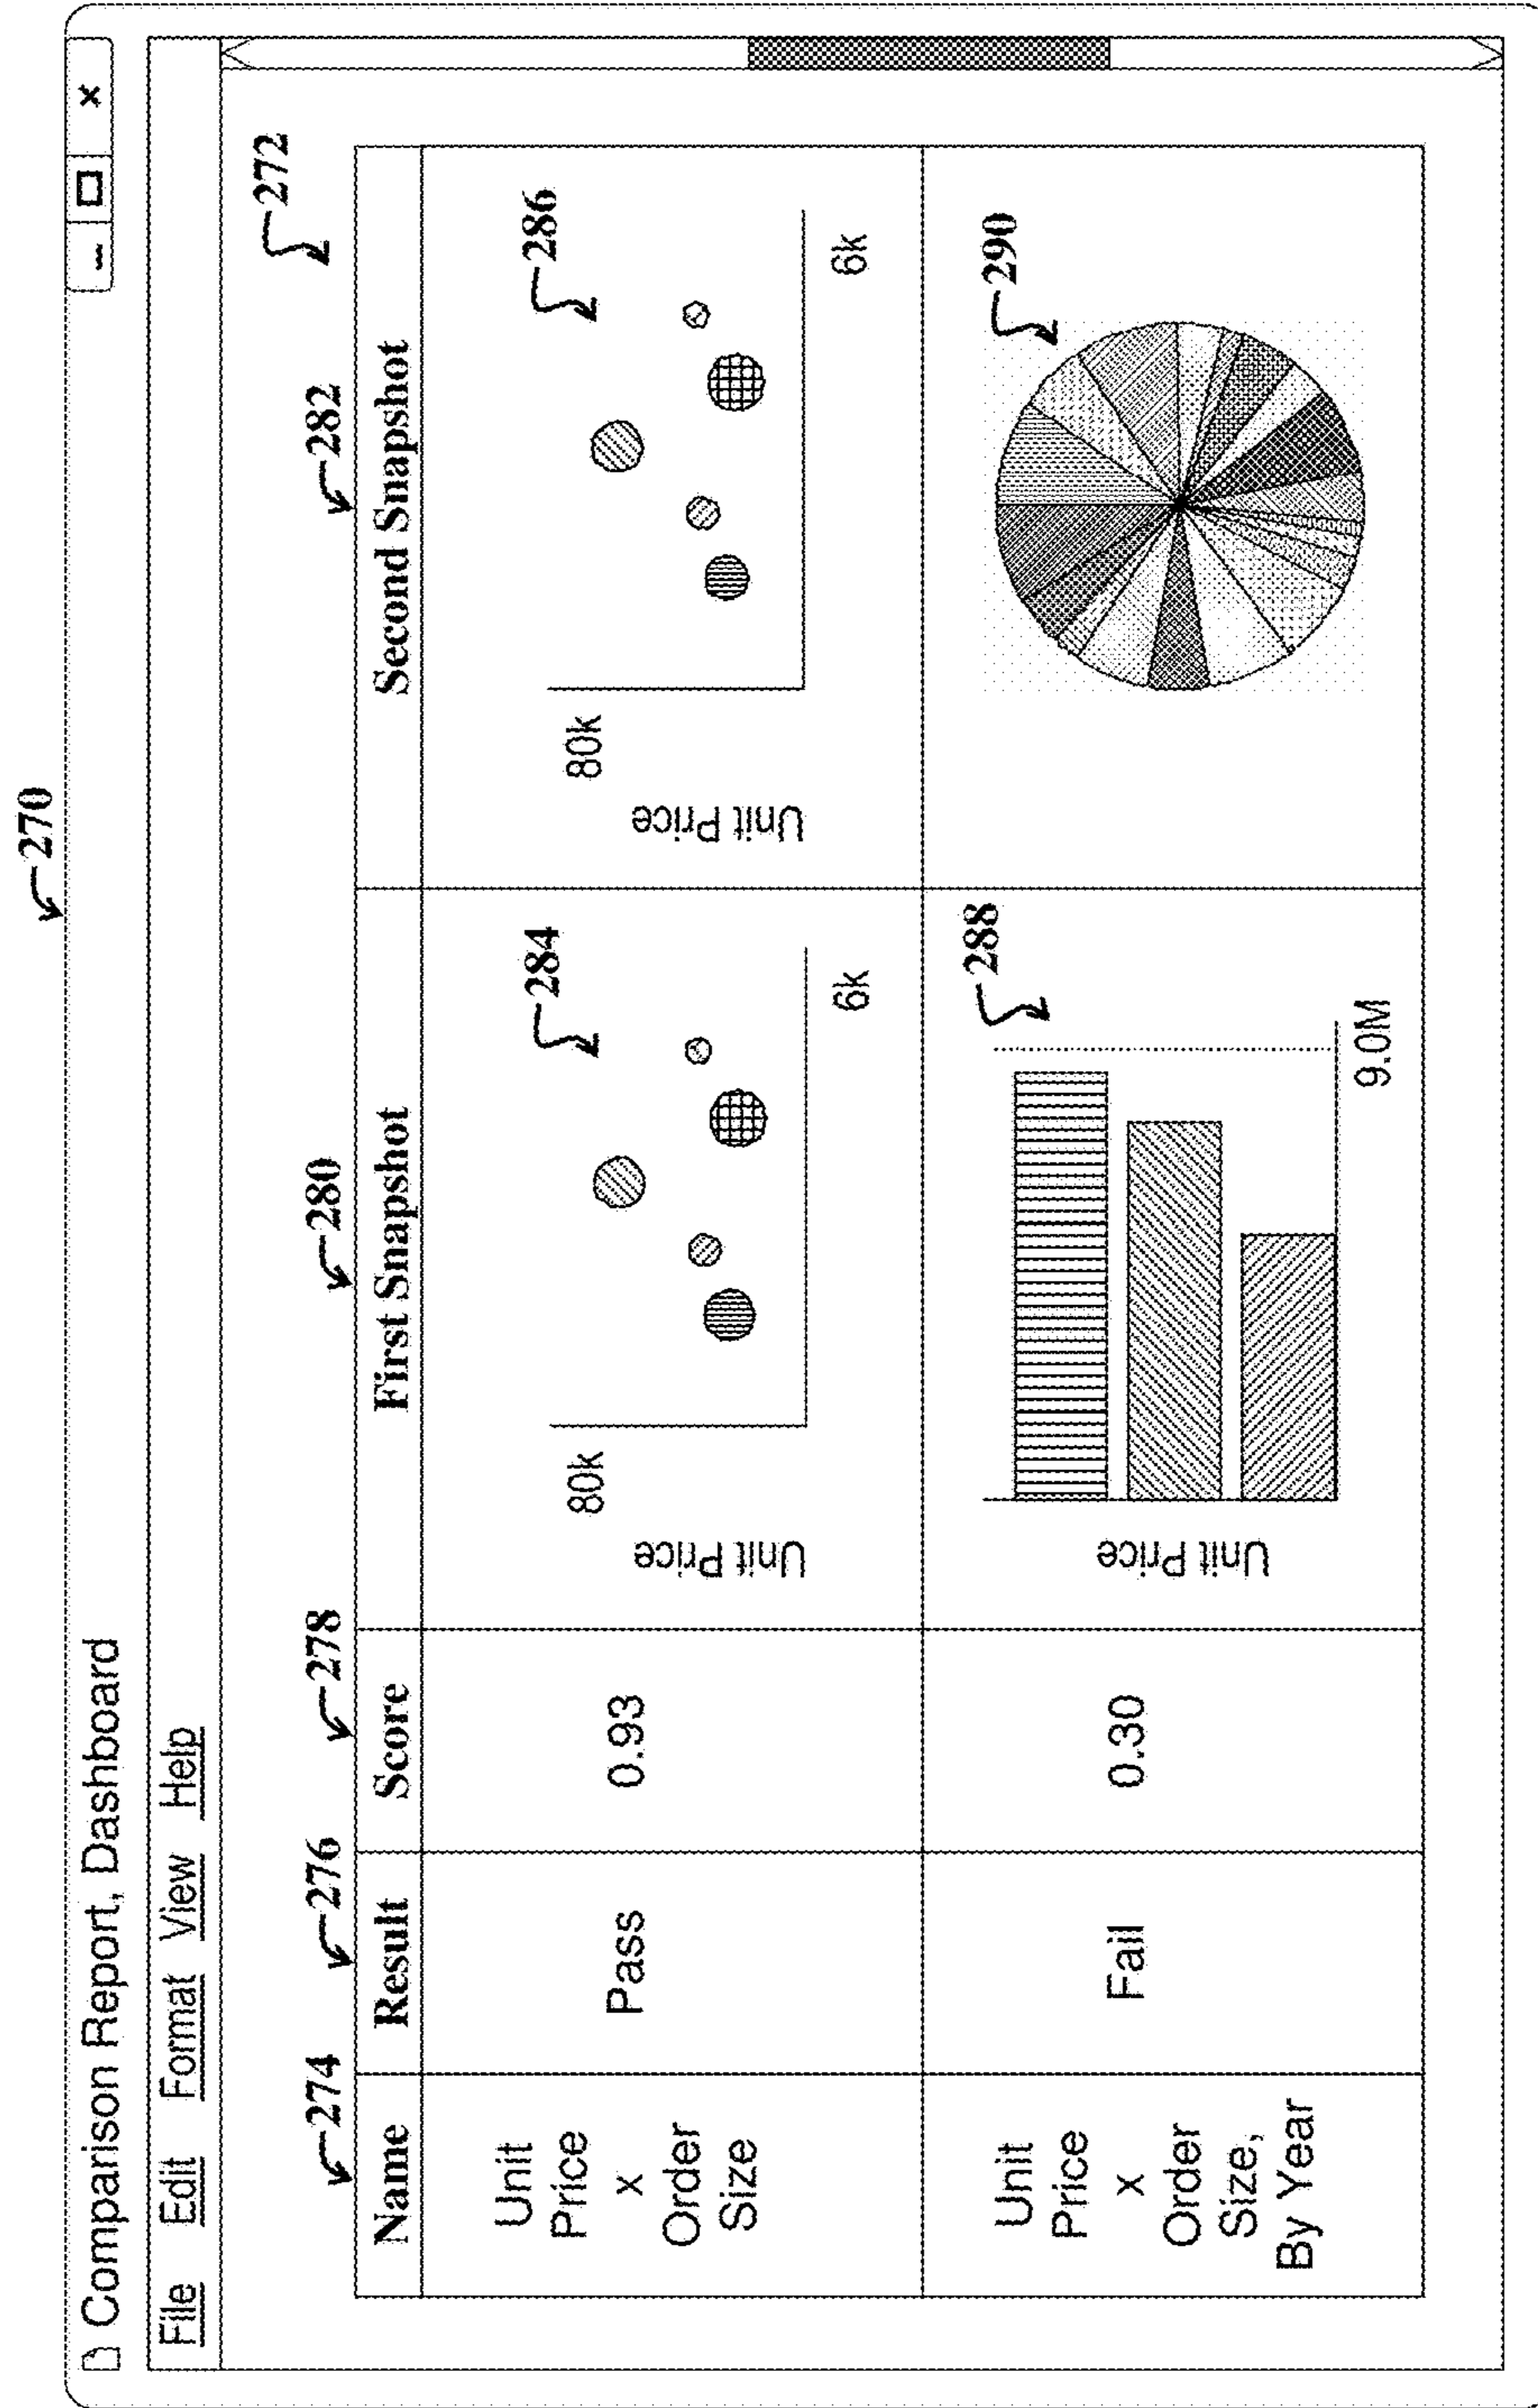 270
Comparison Report, Dashboard
– □ x
File Edit Format View Help
272
274 276 278 280 282
Name Result Score First Snapshot Second Snapshot
Unit
Price
x
Order
Size
Pass
0.93
284
80k
Unit Price
6k
286
80k
Unit Price
6k
Unit
Price
x
Order
Size,
By Year
Fail
0.30
288
Unit Price
9.0M
290